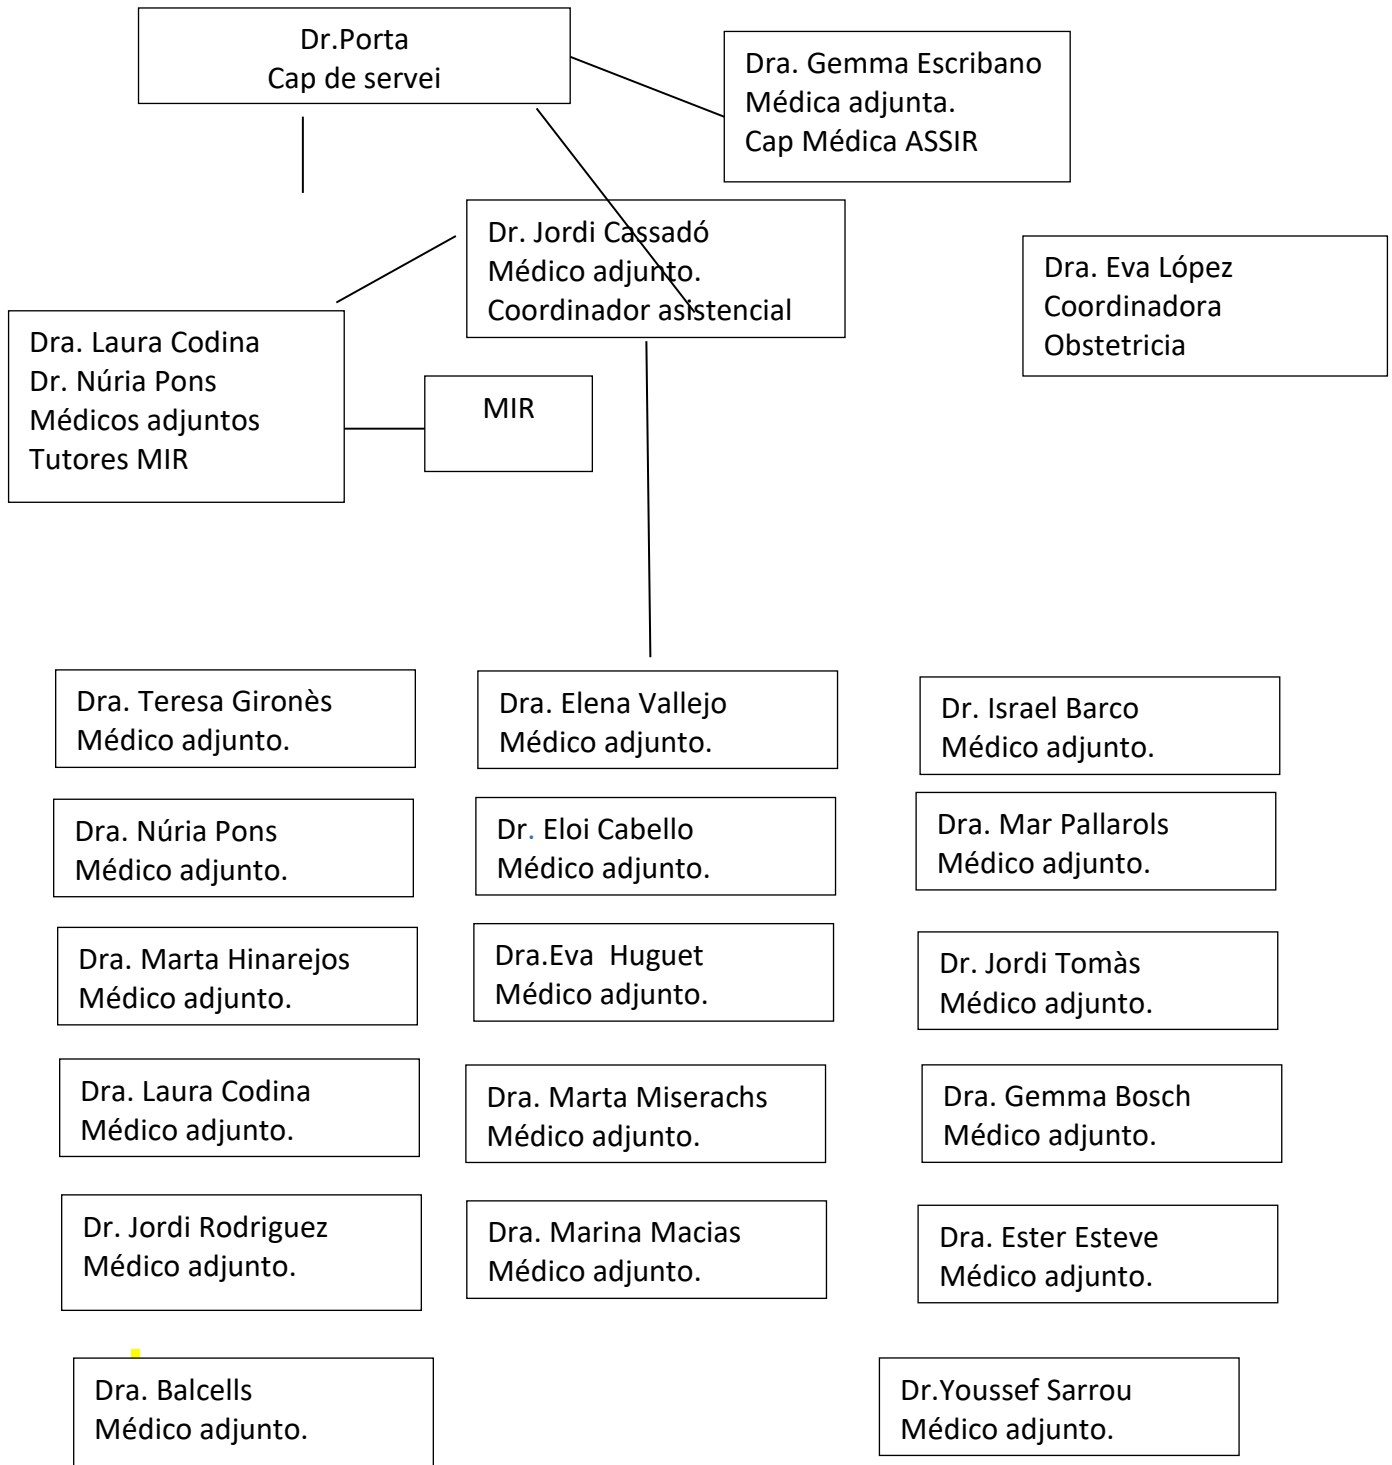 Dr.Porta
Cap de servei
Dra. Gemma Escribano
Médica adjunta.
Cap Médica ASSIR
Dr. Jordi Cassadó
Médico adjunto.
Coordinador asistencial
Dra. Eva López
Coordinadora
Obstetricia
Dra. Laura Codina
Dr. Núria Pons
Médicos adjuntos
Tutores MIR
MIR
Dra. Teresa Gironès
Médico adjunto.
Dra. Elena Vallejo
Médico adjunto.
Dr. Israel Barco
Médico adjunto.
Dra. Núria Pons
Médico adjunto.
Dr. Eloi Cabello
Médico adjunto.
Dra. Mar Pallarols
Médico adjunto.
Dra. Marta Hinarejos
Médico adjunto.
Dra.Eva  Huguet
Médico adjunto.
Dr. Jordi Tomàs
Médico adjunto.
Dra. Laura Codina
Médico adjunto.
Dra. Marta Miserachs
Médico adjunto.
Dra. Gemma Bosch
Médico adjunto.
Dr. Jordi Rodriguez
Médico adjunto.
Dra. Marina Macias
Médico adjunto.
Dra. Ester Esteve
Médico adjunto.
Dra. Balcells
Médico adjunto.
Dr.Youssef Sarrou
Médico adjunto.